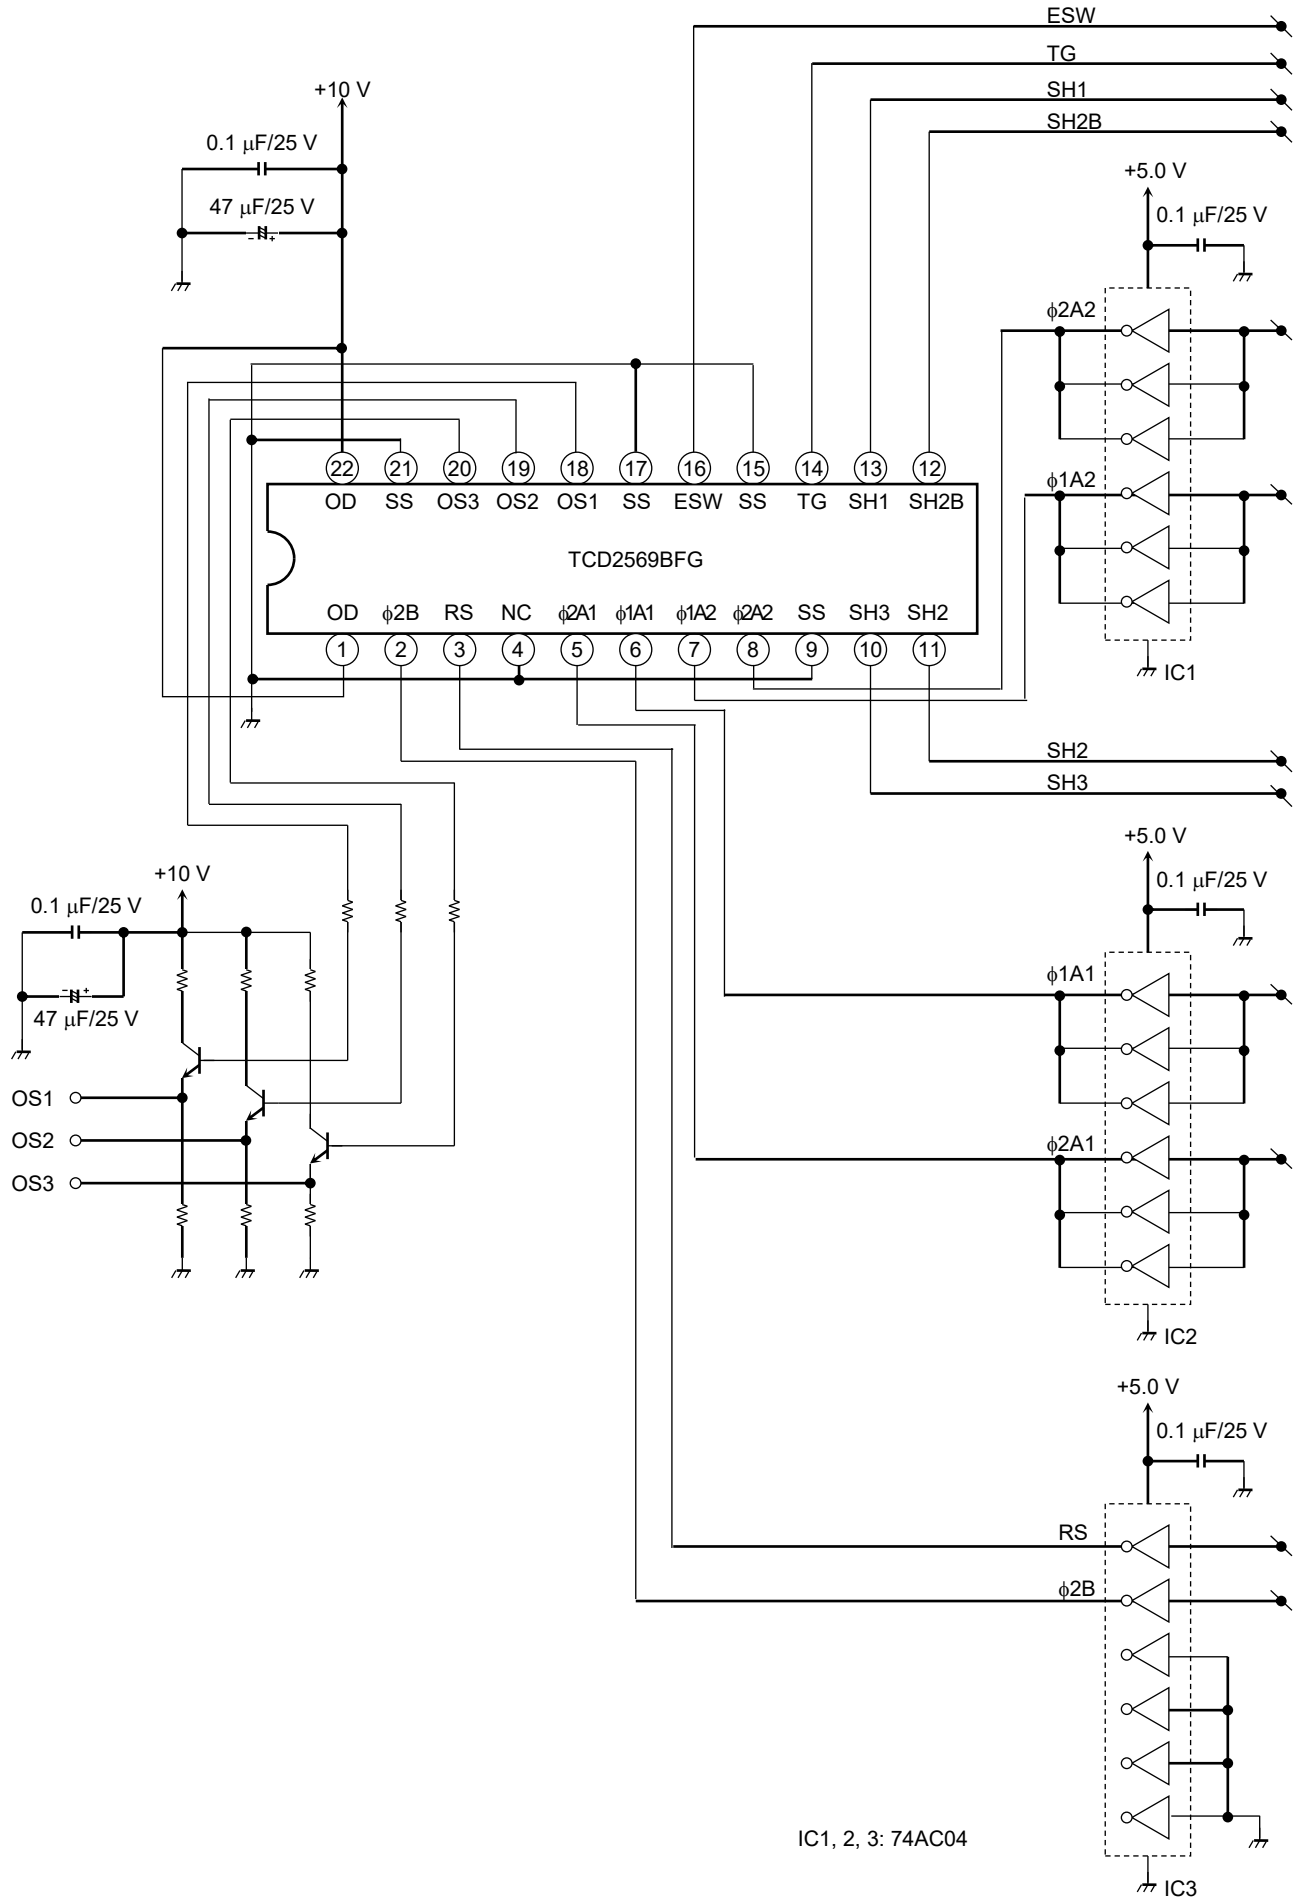 ESW
TG
SH1
SH2B
+10 V
0.1 μF/25 V
47 μF/25 V
- +
+5.0 V
0.1 μF/25 V
ϕ2A2
ϕ1A2
IC1
22 21 20 19 18 17 16 15 14 13 12
OD SS OS3 OS2 OS1 SS ESW SS TG SH1 SH2B
TCD2569BFG
OD ϕ2B RS NC ϕ2A1 ϕ1A1 ϕ1A2 ϕ2A2 SS SH3 SH2
1 2 3 4 5 6 7 8 9 10 11
SH2
SH3
+10 V
0.1 μF/25 V
- +
47 μF/25 V
OS1
OS2
OS3
+5.0 V
0.1 μF/25 V
ϕ1A1
ϕ2A1
IC2
+5.0 V
0.1 μF/25 V
RS
ϕ2B
IC1, 2, 3: 74AC04
IC3